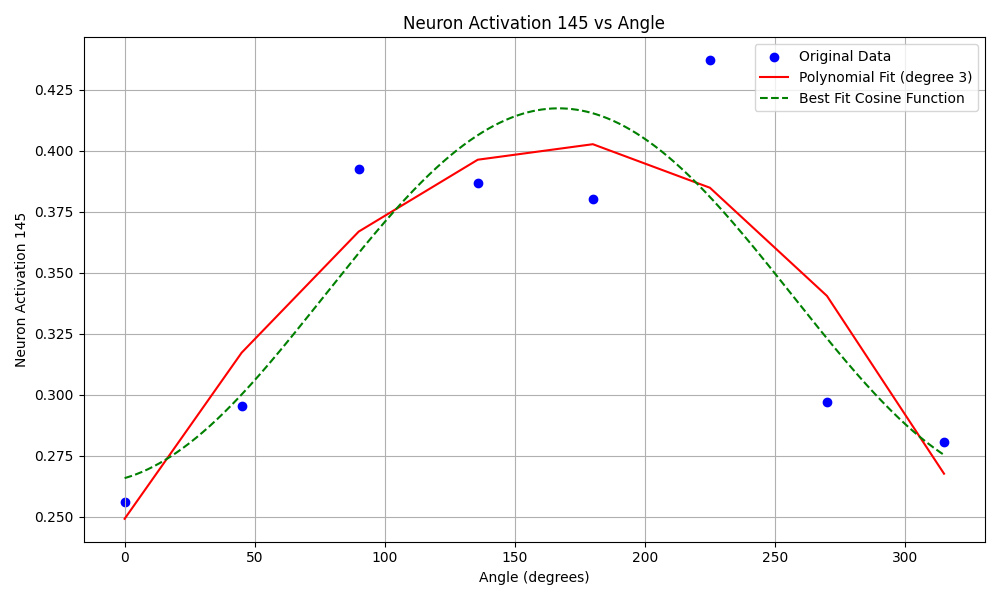 Neuron Activation 145 vs Angle
Original Data
Polynomial Fit (degree 3)
Best Fit Cosine Function
Neuron Activation 145
0.425
0.400
0.375
0.350
0.325
0.300
0.275
0.250
0 50 100 150 200 250 300
Angle (degrees)